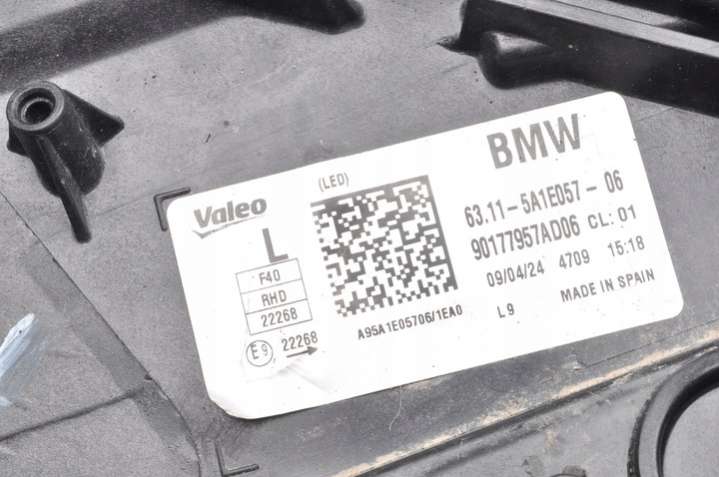 BMW
Valeo
(LED)
L
F40
RHD
22268
E9 22268
A95A1E05706/1EA0
63.11-5A1E057-06
90177957AD06 CL: 01
09/04/24 4709 15:18
L9 MADE IN SPAIN